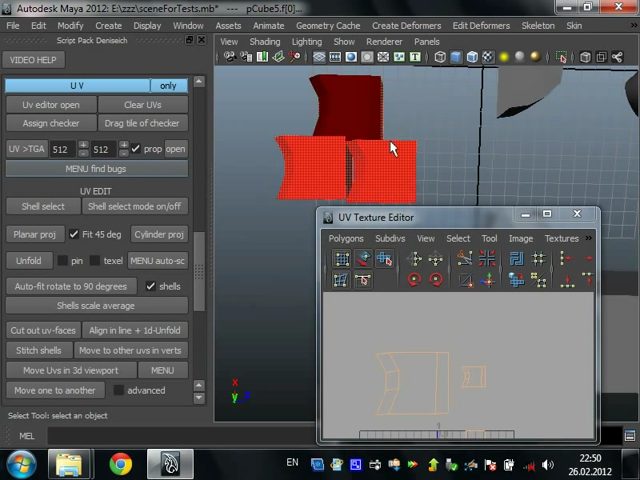 Autodesk Maya 2012: E:\zzz\sceneForTests.mb* --- pCube5.f[0]...
File Edit Modify Create Display Window Assets Animate Geometry Cache Create Deformers Edit Deformers Skeleton Skin
Script Pack Deniseich
View Shading Lighting Show Renderer Panels
VIDEO HELP
UV only
Uv editor open Clear UVs
Assign checker Drag tile of checker
UV >TGA 512 512 prop open
MENU find bugs
UV EDIT
Shell select Shell select mode on/off
Planar proj Fit 45 deg Cylinder proj
Unfold pin texel MENU auto-sc
Auto-fit rotate to 90 degrees shells
Shells scale average
Cut out uv-faces Align in line + 1d-Unfold
Stitch shells Move to other uvs in verts
Move Uvs in 3d viewport MENU
Move one to another advanced
UV Texture Editor
Polygons Subdivs View Select Tool Image Textures »
x
y
1
Select Tool: select an object
MEL
EN
22:50
26.02.2012